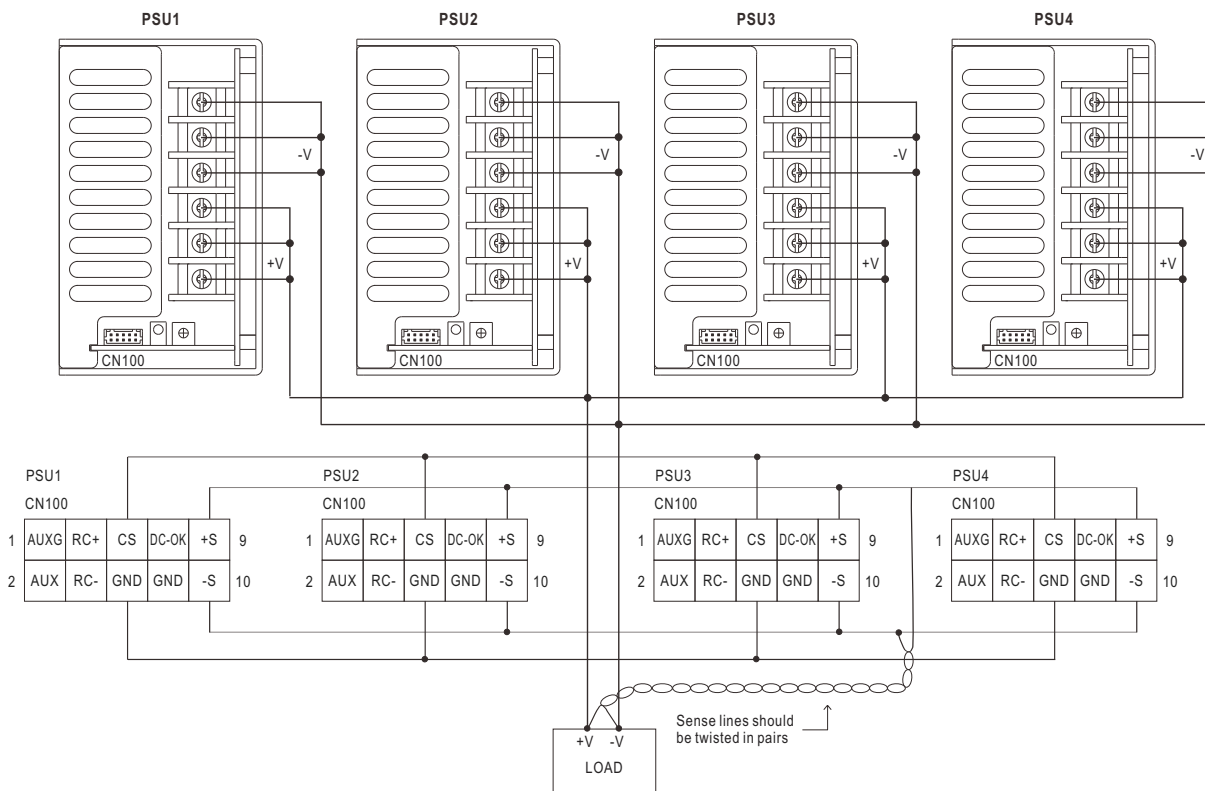 PSU1 PSU2 PSU3 PSU4
-V -V -V -V
+V +V +V +V
CN100 CN100 CN100 CN100
PSU1 PSU2 PSU3 PSU4
CN100 CN100 CN100 CN100
1 AUXG RC+ CS DC-OK +S 9 1 AUXG RC+ CS DC-OK +S 9 1 AUXG RC+ CS DC-OK +S 9 1 AUXG RC+ CS DC-OK +S 9
2 AUX RC- GND GND -S 10 2 AUX RC- GND GND -S 10 2 AUX RC- GND GND -S 10 2 AUX RC- GND GND -S 10
Sense lines should
be twisted in pairs
+V -V
LOAD